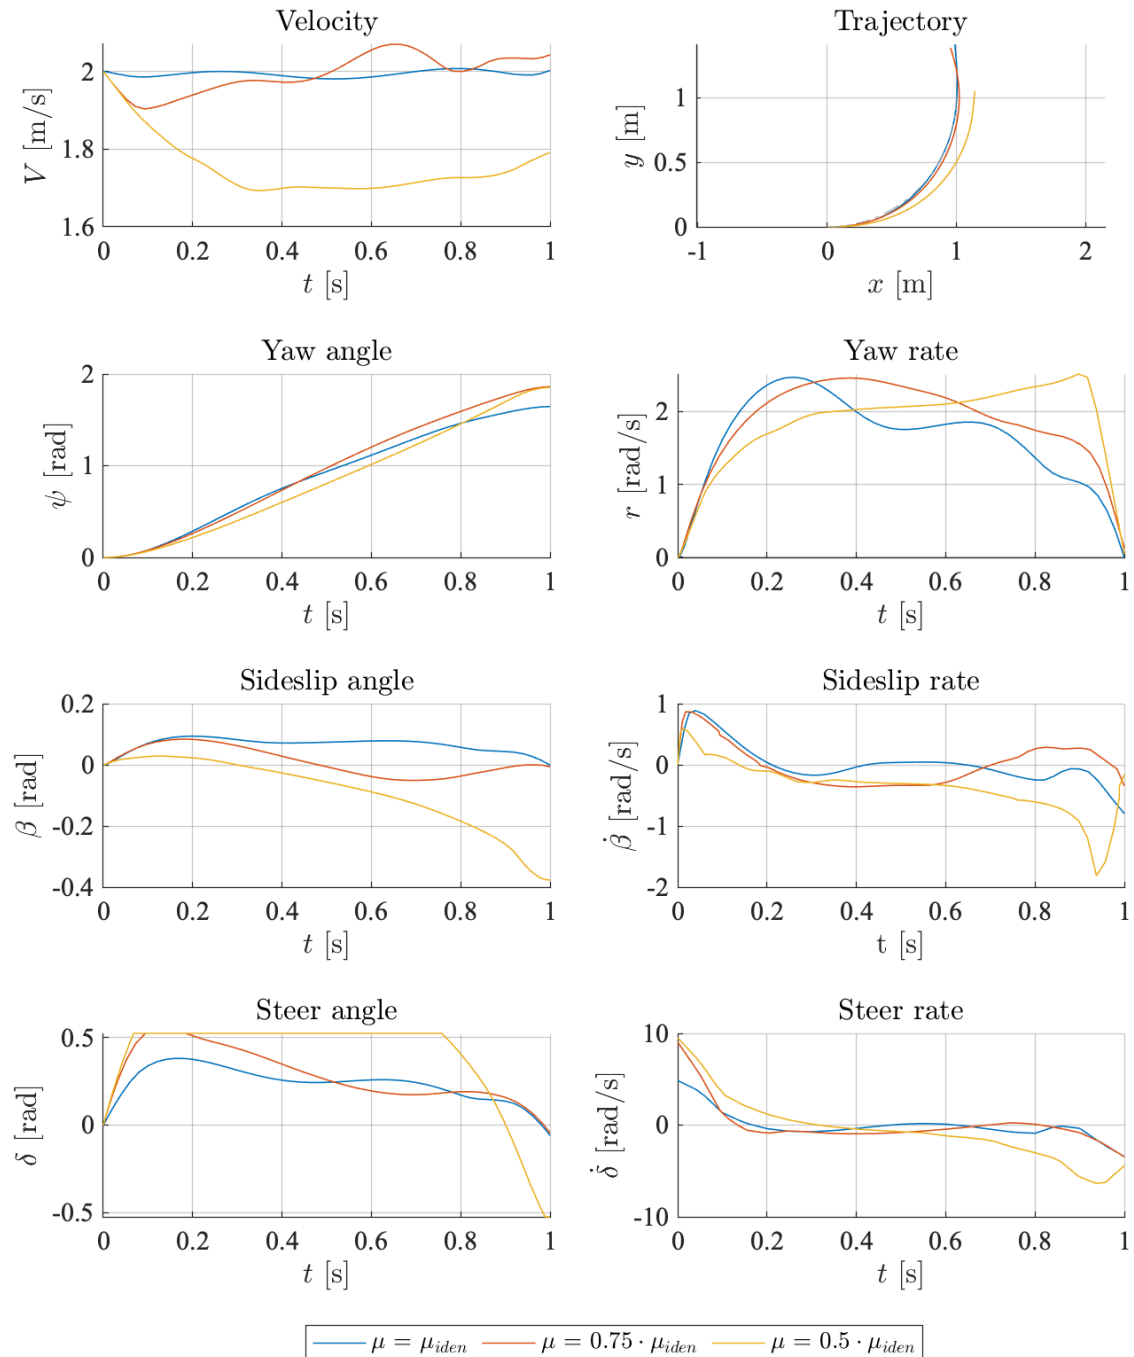 Velocity
Trajectory
2
1.8
1.6
V [m/s]
0 0.2 0.4 0.6 0.8 1
t [s]
1
0.5
0
y [m]
-1 0 1 2
x [m]
Yaw angle
Yaw rate
2
1
0
ψ [rad]
0 0.2 0.4 0.6 0.8 1
t [s]
2
1
0
r [rad/s]
0 0.2 0.4 0.6 0.8 1
t [s]
Sideslip angle
Sideslip rate
0.2
0
-0.2
-0.4
β [rad]
0 0.2 0.4 0.6 0.8 1
t [s]
1
0
-1
-2
β̇ [rad/s]
0 0.2 0.4 0.6 0.8 1
t [s]
Steer angle
Steer rate
0.5
0
-0.5
δ [rad]
0 0.2 0.4 0.6 0.8 1
t [s]
10
0
-10
δ̇ [rad/s]
0 0.2 0.4 0.6 0.8 1
t [s]
μ = μ_iden μ = 0.75 · μ_iden μ = 0.5 · μ_iden